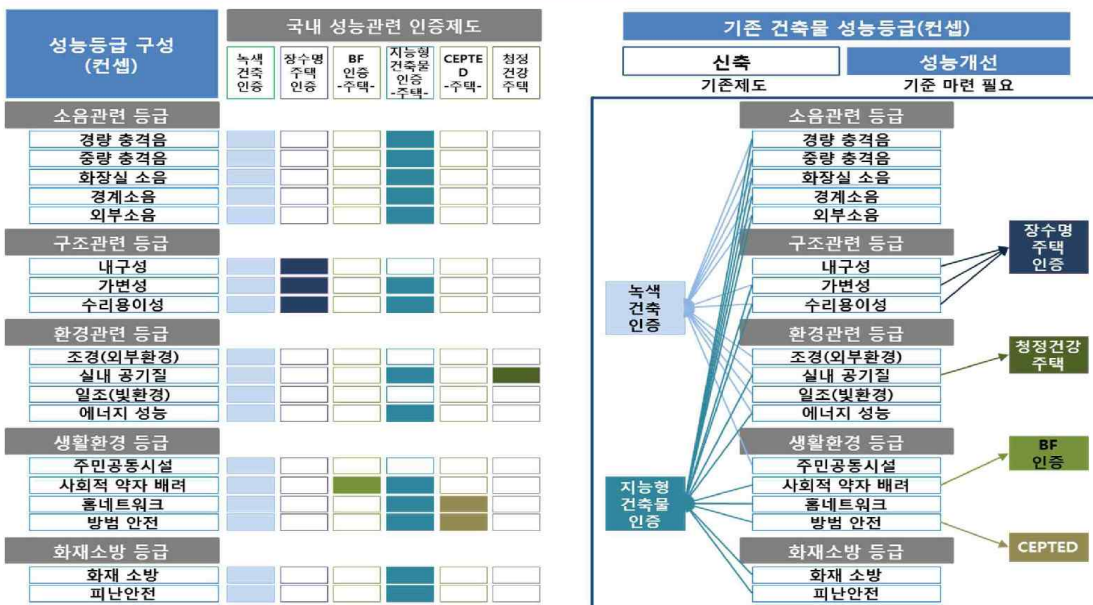 성능등급 구성
(컨셉)
국내 성능관련 인증제도
녹색
건축
인증
장수명
주택
인증
BF
인증
-주택-
지능형
건축물
인증
-주택-
CEPTE
D
-주택-
청정
건강
주택
소음관련 등급
경량 충격음
중량 충격음
화장실 소음
경계소음
외부소음
구조관련 등급
내구성
가변성
수리용이성
환경관련 등급
조경(외부환경)
실내 공기질
일조(빛환경)
에너지 성능
생활환경 등급
주민공동시설
사회적 약자 배려
홈네트워크
방범 안전
화재소방 등급
화재 소방
피난안전
기존 건축물 성능등급(컨셉)
신축
성능개선
기존제도
기준 마련 필요
소음관련 등급
경량 충격음
중량 충격음
화장실 소음
경계소음
외부소음
구조관련 등급
내구성
가변성
수리용이성
환경관련 등급
조경(외부환경)
실내 공기질
일조(빛환경)
에너지 성능
생활환경 등급
주민공동시설
사회적 약자 배려
홈네트워크
방범 안전
화재소방 등급
화재 소방
피난안전
녹색
건축
인증
지능형
건축물
인증
장수명
주택
인증
청정건강
주택
BF
인증
CEPTED